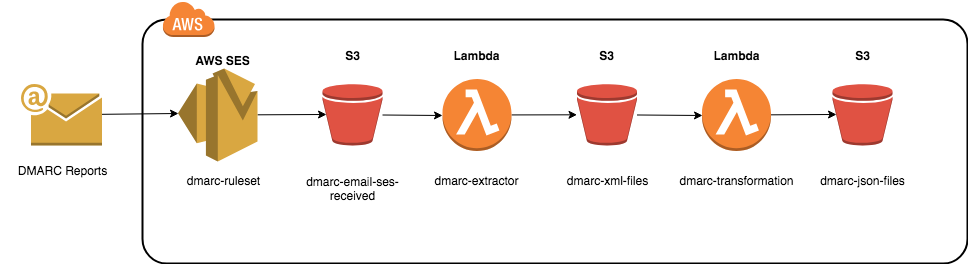 AWS
AWS SES
S3
Lambda
S3
Lambda
S3
@
DMARC Reports
dmarc-ruleset
dmarc-email-ses-
received
dmarc-extractor
dmarc-xml-files
dmarc-transformation
dmarc-json-files